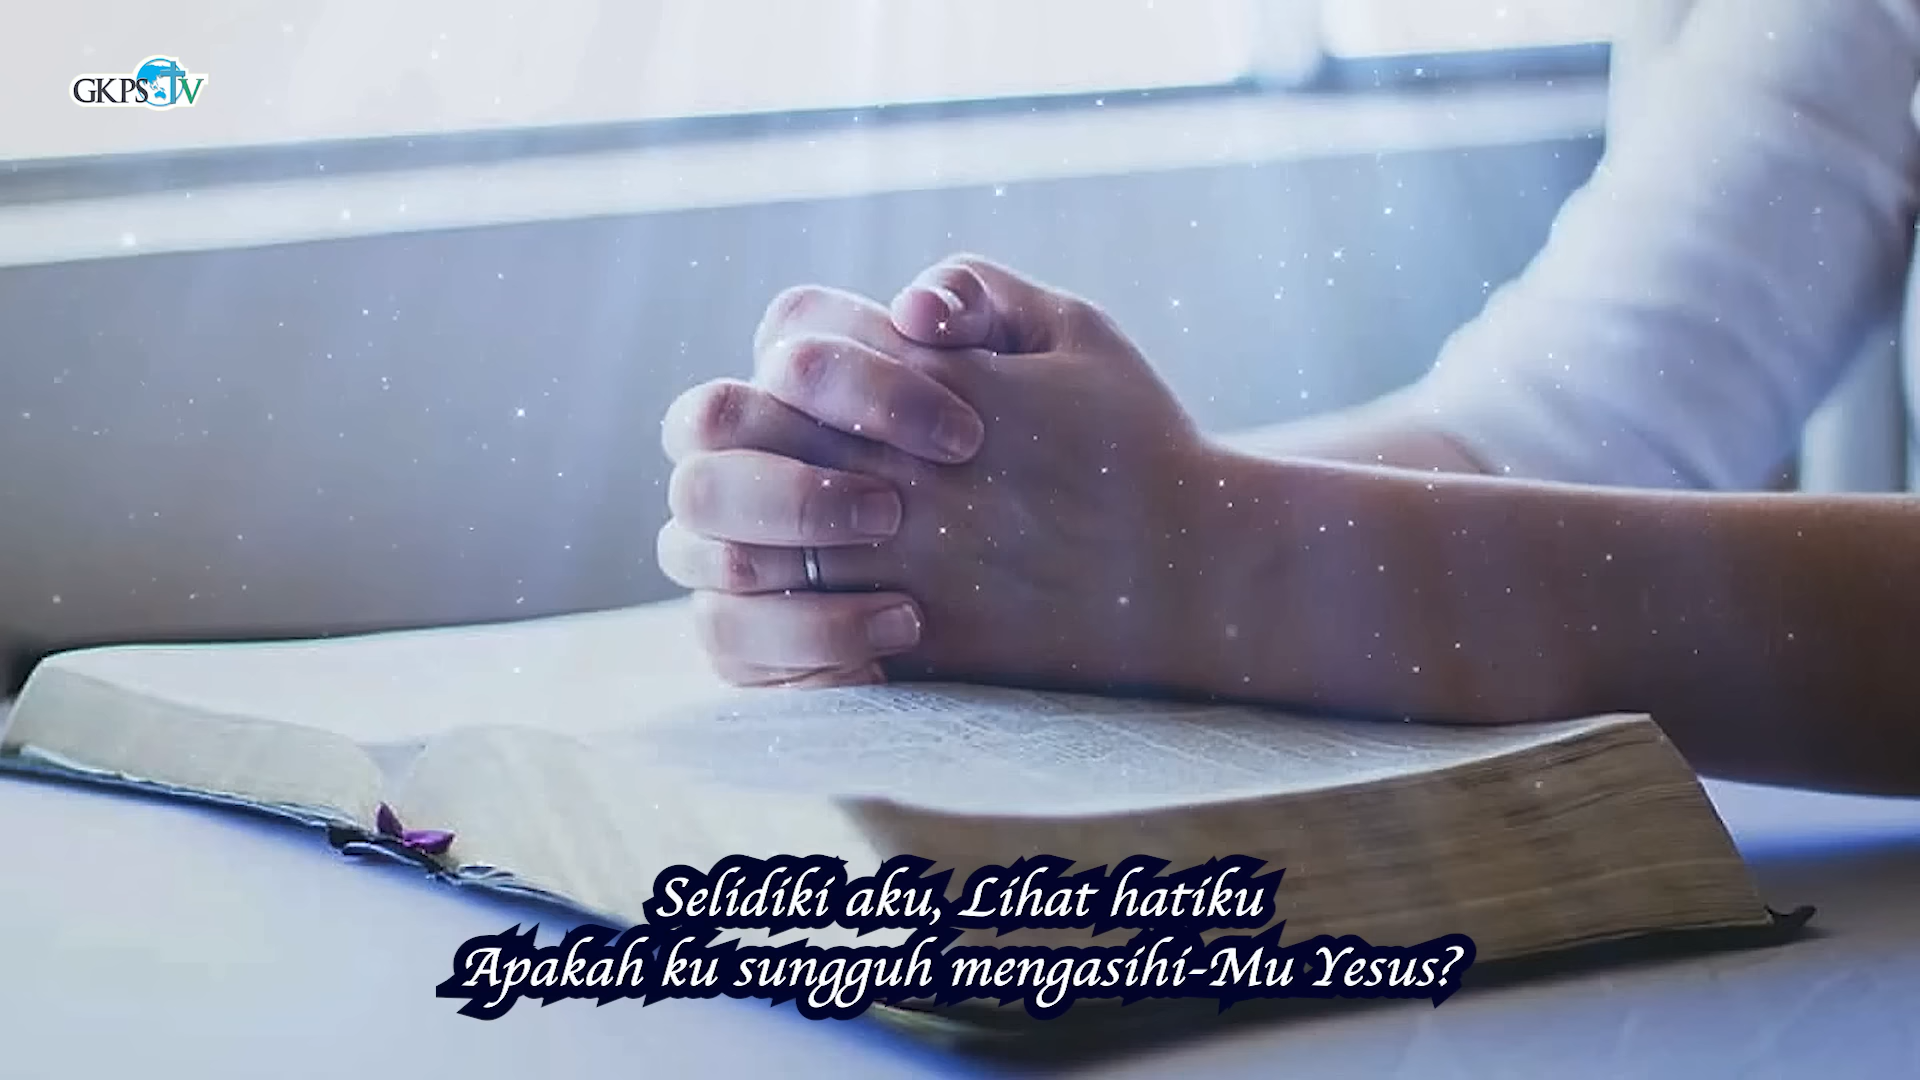 GKPS TV
Selidiki aku, Lihat hatiku
Apakah ku sungguh mengasihi-Mu Yesus?